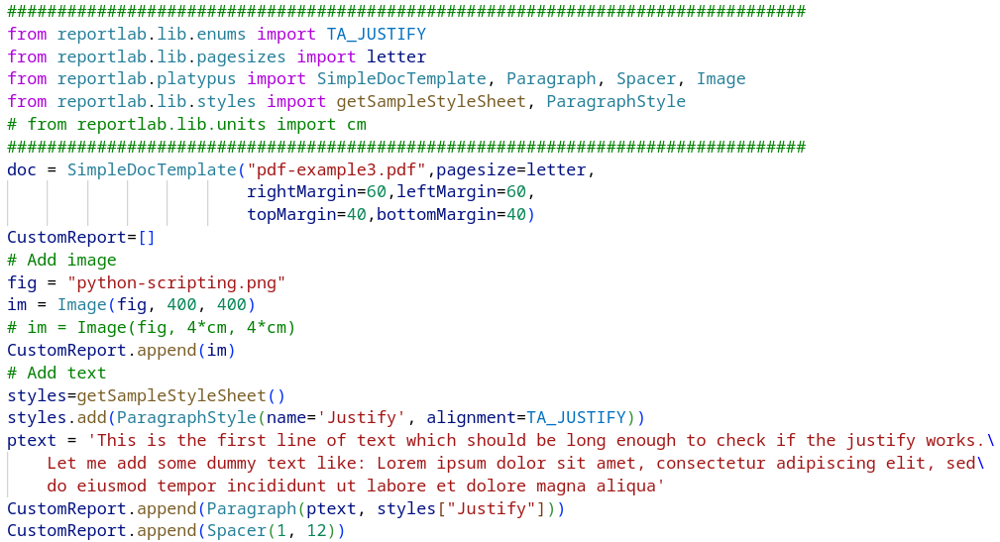 ################################################################################
from reportlab.lib.enums import TA_JUSTIFY
from reportlab.lib.pagesizes import letter
from reportlab.platypus import SimpleDocTemplate, Paragraph, Spacer, Image
from reportlab.lib.styles import getSampleStyleSheet, ParagraphStyle
# from reportlab.lib.units import cm
################################################################################
doc = SimpleDocTemplate("pdf-example3.pdf",pagesize=letter,
                        rightMargin=60,leftMargin=60,
                        topMargin=40,bottomMargin=40)
CustomReport=[]
# Add image
fig = "python-scripting.png"
im = Image(fig, 400, 400)
# im = Image(fig, 4*cm, 4*cm)
CustomReport.append(im)
# Add text
styles=getSampleStyleSheet()
styles.add(ParagraphStyle(name='Justify', alignment=TA_JUSTIFY))
ptext = 'This is the first line of text which should be long enough to check if the justify works.\
    Let me add some dummy text like: Lorem ipsum dolor sit amet, consectetur adipiscing elit, sed\
    do eiusmod tempor incididunt ut labore et dolore magna aliqua'
CustomReport.append(Paragraph(ptext, styles["Justify"]))
CustomReport.append(Spacer(1, 12))